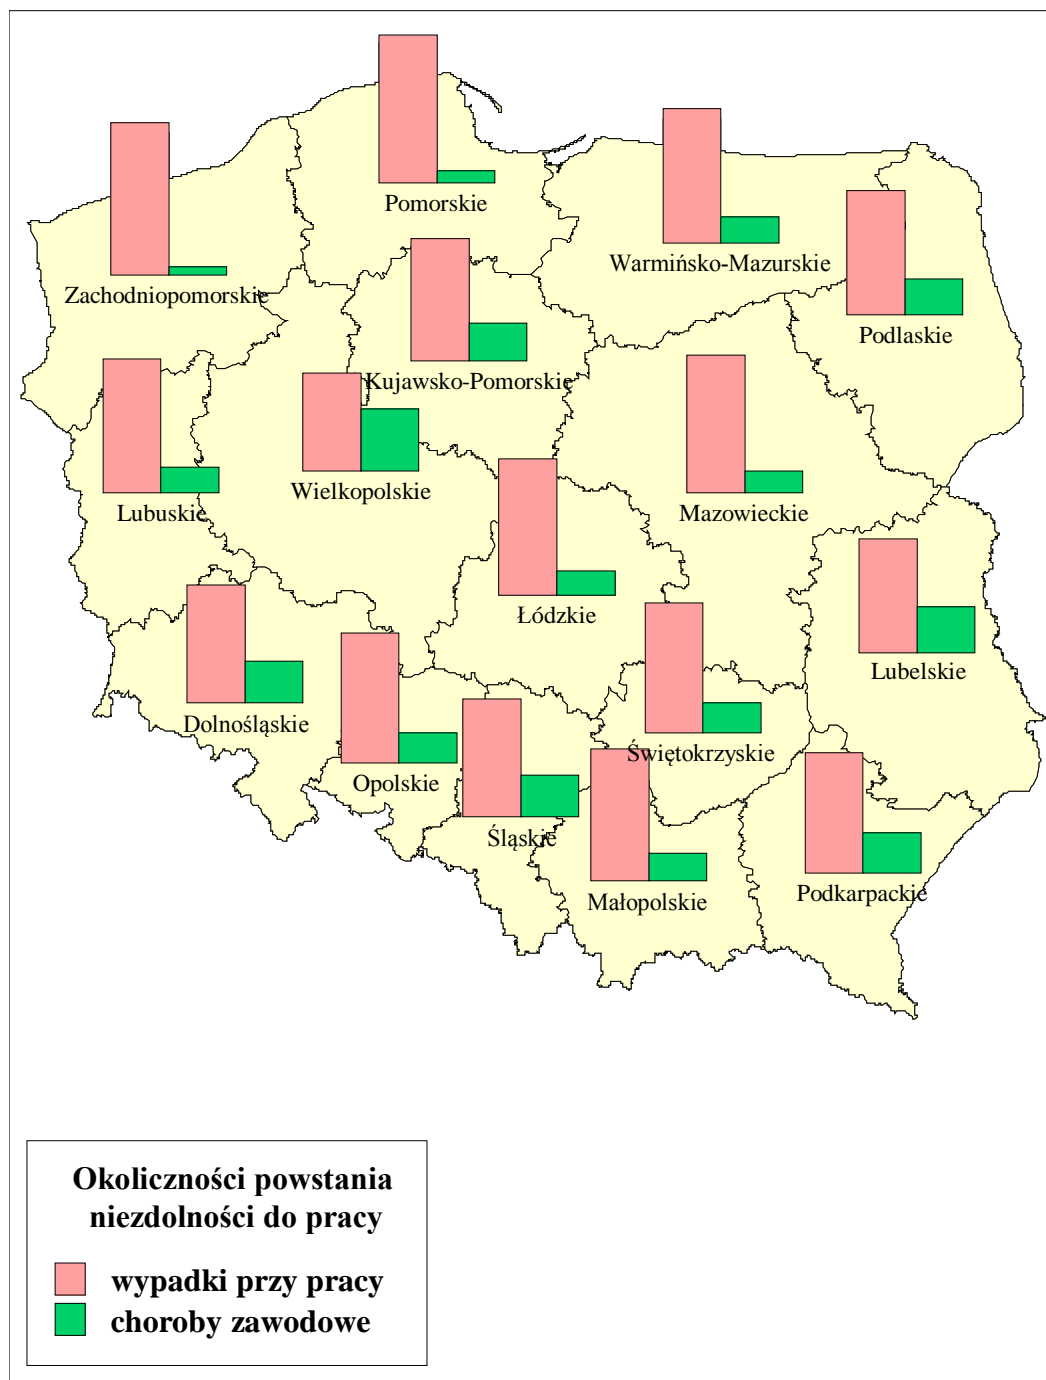 Pomorskie
Warmińsko-Mazurskie
Zachodniopomorskie
Podlaskie
Kujawsko-Pomorskie
Wielkopolskie
Lubuskie
Mazowieckie
Łódzkie
Lubelskie
Dolnośląskie
Świętokrzyskie
Opolskie
Śląskie
Podkarpackie
Małopolskie
Okoliczności powstania
niezdolności do pracy
wypadki przy pracy
choroby zawodowe